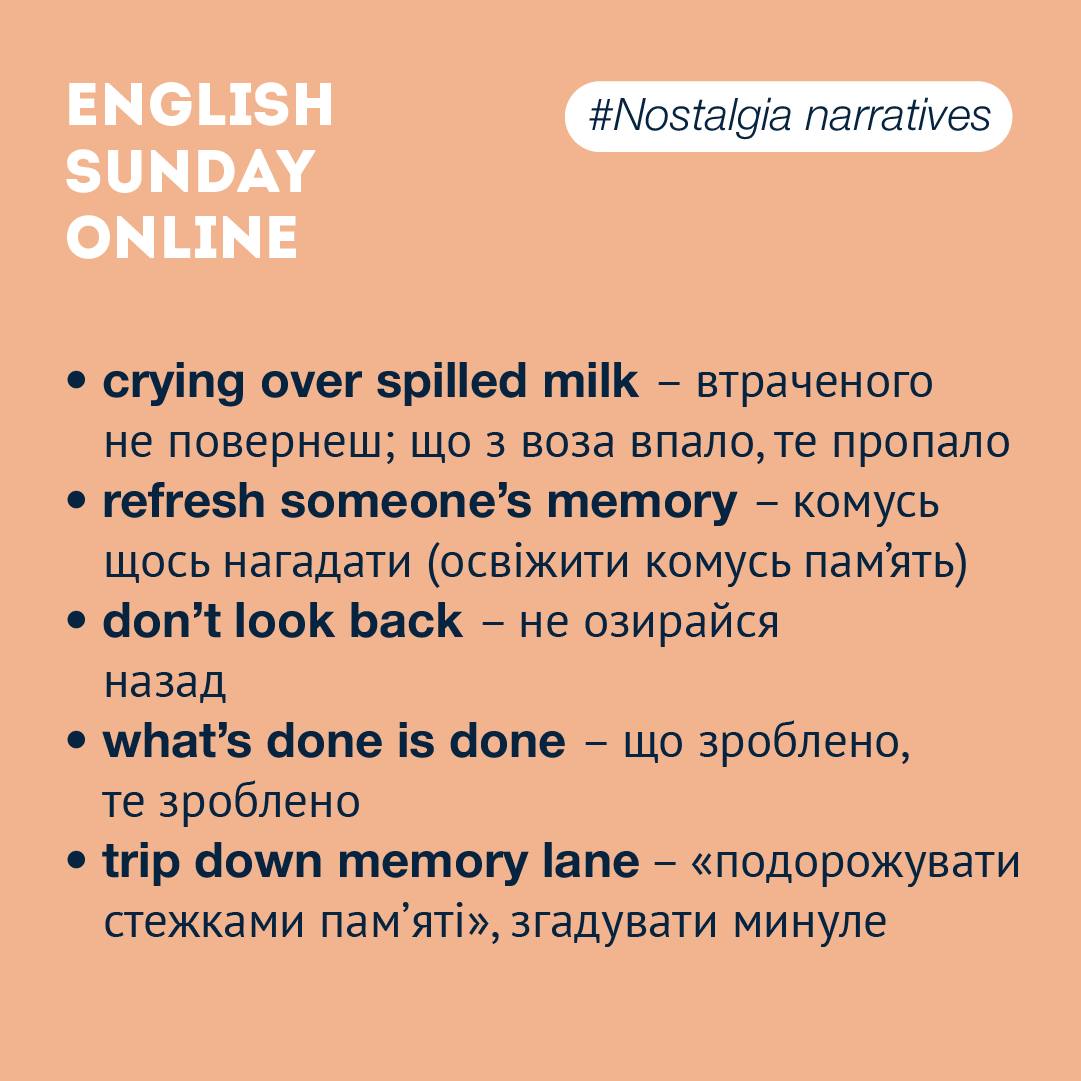 ENGLISH
SUNDAY
ONLINE
#Nostalgia narratives
• crying over spilled milk – втраченого
не повернеш; що з воза впало, те пропало
• refresh someone’s memory – комусь
щось нагадати (освіжити комусь пам’ять)
• don’t look back – не озирайся
назад
• what’s done is done – що зроблено,
те зроблено
• trip down memory lane – «подорожувати
стежками пам’яті», згадувати минуле